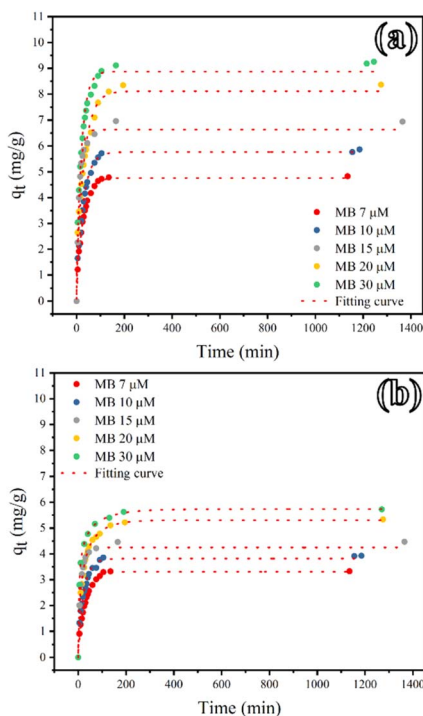 (a)
11
10
9
8
7
6
5
4
3
2
1
0
qt (mg/g)
MB 7 μM
MB 10 μM
MB 15 μM
MB 20 μM
MB 30 μM
Fitting curve
0 200 400 600 800 1000 1200 1400
Time (min)
(b)
11
10
9
8
7
6
5
4
3
2
1
0
qt (mg/g)
MB 7 μM
MB 10 μM
MB 15 μM
MB 20 μM
MB 30 μM
Fitting curve
0 200 400 600 800 1000 1200 1400
Time (min)